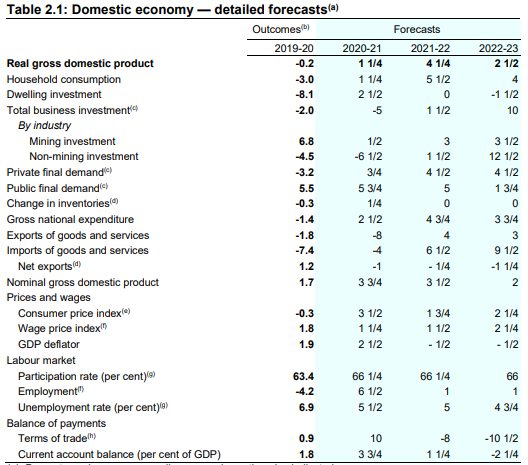 Table 2.1: Domestic economy — detailed forecasts(a)
Outcomes(b) Forecasts
2019-20 2020-21 2021-22 2022-23
Real gross domestic product -0.2 1 1/4 4 1/4 2 1/2
Household consumption -3.0 1 1/4 5 1/2 4
Dwelling investment -8.1 2 1/2 0 -1 1/2
Total business investment(c) -2.0 -5 1 1/2 10
By industry
Mining investment 6.8 1/2 3 3 1/2
Non-mining investment -4.5 -6 1/2 1 1/2 12 1/2
Private final demand(c) -3.2 3/4 4 1/2 4 1/2
Public final demand(c) 5.5 5 3/4 5 1 3/4
Change in inventories(d) -0.3 1/4 0 0
Gross national expenditure -1.4 2 1/2 4 3/4 3 3/4
Exports of goods and services -1.8 -8 4 3
Imports of goods and services -7.4 -4 6 1/2 9 1/2
Net exports(d) 1.2 -1 - 1/4 -1 1/4
Nominal gross domestic product 1.7 3 3/4 3 1/2 2
Prices and wages
Consumer price index(e) -0.3 3 1/2 1 3/4 2 1/4
Wage price index(f) 1.8 1 1/4 1 1/2 2 1/4
GDP deflator 1.9 2 1/2 - 1/2 - 1/2
Labour market
Participation rate (per cent)(g) 63.4 66 1/4 66 1/4 66
Employment(f) -4.2 6 1/2 1 1
Unemployment rate (per cent)(g) 6.9 5 1/2 5 4 3/4
Balance of payments
Terms of trade(h) 0.9 10 -8 -10 1/2
Current account balance (per cent of GDP) 1.8 3 3/4 1 1/4 -2 1/4